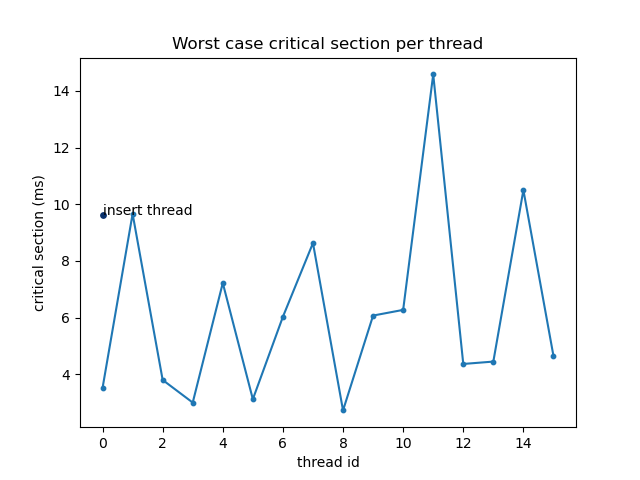 Worst case critical section per thread
critical section (ms)
14
12
10
8
6
4
insert thread
0 2 4 6 8 10 12 14
thread id